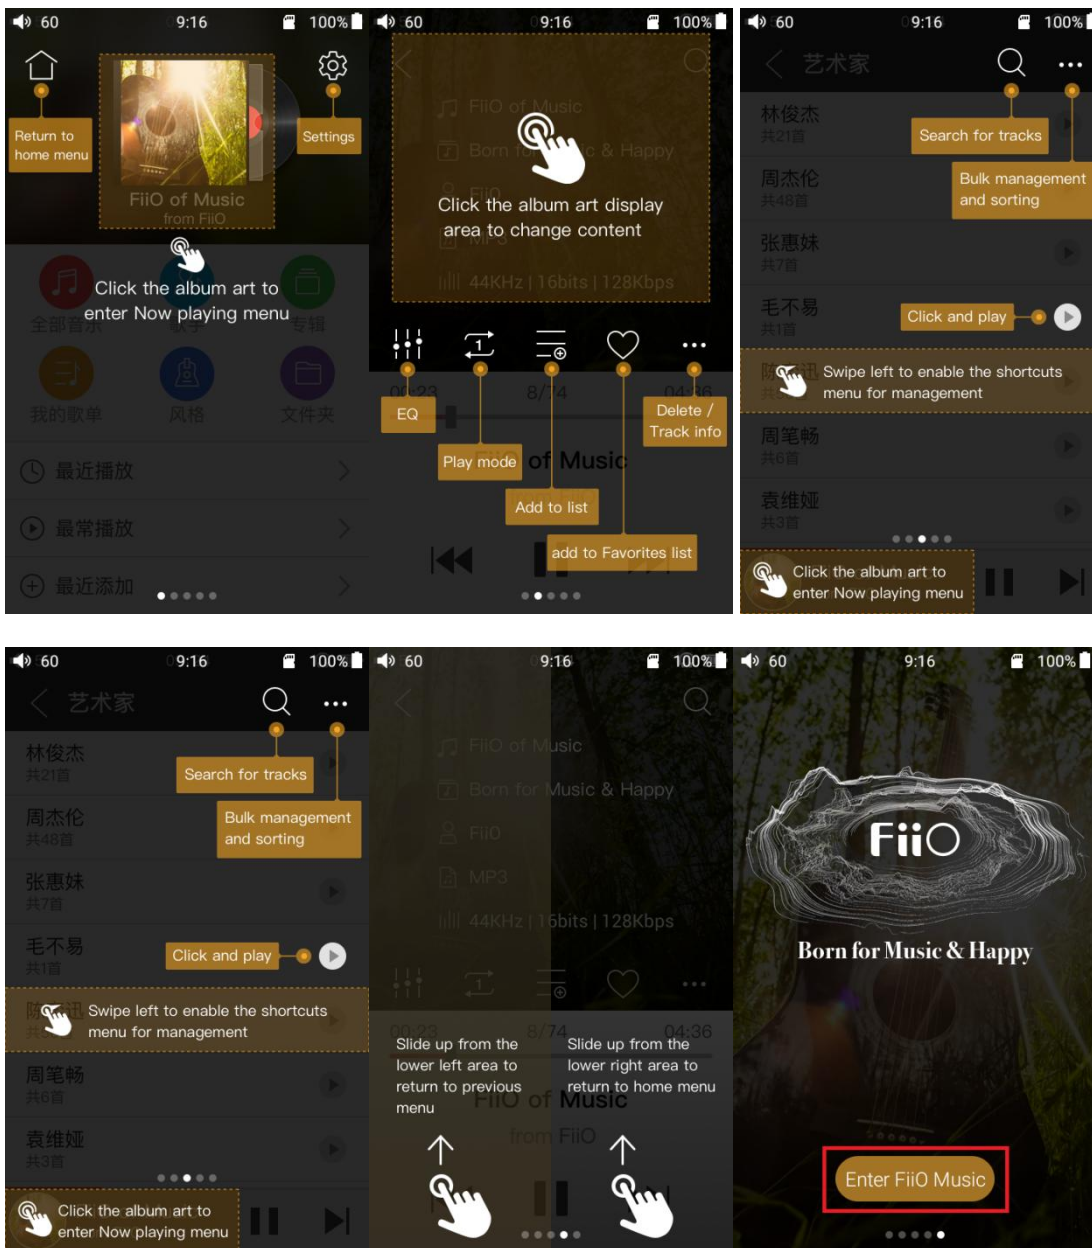 60 9:16 100%
Return to
home menu
Settings
FiiO of Music
from FiiO
Click the album art to
enter Now playing menu
全部音乐 歌手 专辑
我的歌单 风格 文件夹
最近播放
最常播放
最近添加
60 9:16 100%
FiiO of Music
Born for Music & Happy
FiiO
Click the album art display
area to change content
MP3
44KHz | 16bits | 128Kbps
00:23 8/74 04:36
EQ
Delete /
Track info
Play mode
of Music
Add to list
add to Favorites list
60 9:16 100%
艺术家
林俊杰
共21首
Search for tracks
周杰伦
共48首
Bulk management
and sorting
张惠妹
共7首
毛不易
共1首
Click and play
Swipe left to enable the shortcuts
menu for management
周笔畅
共6首
袁维娅
共3首
Click the album art to
enter Now playing menu
60 9:16 100%
艺术家
林俊杰
共21首
Search for tracks
周杰伦
共48首
Bulk management
and sorting
张惠妹
共7首
毛不易
共1首
Click and play
Swipe left to enable the shortcuts
menu for management
周笔畅
共6首
袁维娅
共3首
Click the album art to
enter Now playing menu
60 9:16 100%
FiiO of Music
Born for Music & Happy
FiiO
MP3
44KHz | 16bits | 128Kbps
00:23 8/74 04:36
Slide up from the
lower left area to
return to previous
menu
Slide up from the
lower right area to
return to home menu
FiiO of Music
from FiiO
60 9:16 100%
FiiO
Born for Music & Happy
Enter FiiO Music